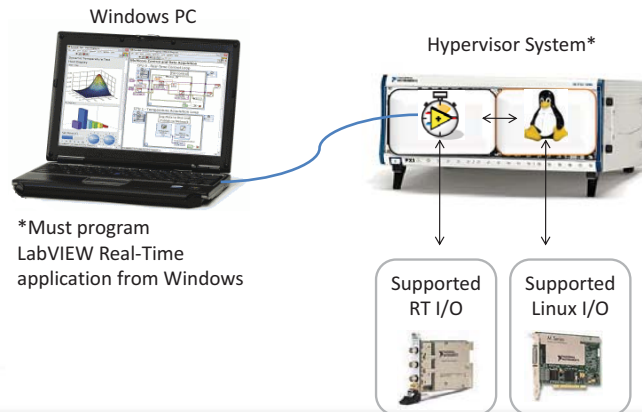 Windows PC
Hypervisor System*
*Must program
LabVIEW Real-Time
application from Windows
Supported
RT I/O
Supported
Linux I/O